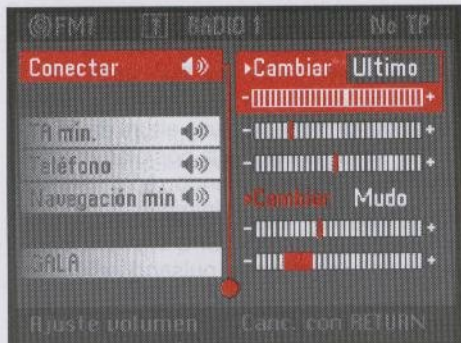 FM1 T RADIO 1 No TP
Conectar
Cambiar Ultimo
- +
TA mín. - +
Teléfono - +
Navegación min Cambiar Mudo
- +
GALA - +
Ajuste volumen Canc. con RETURN